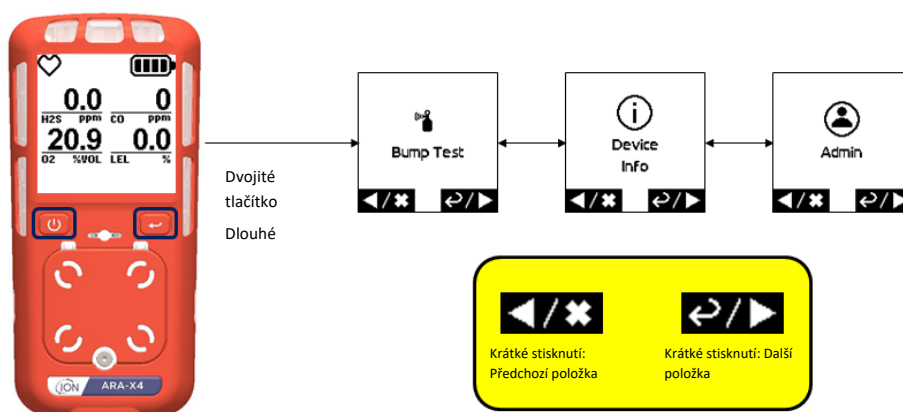 0.0 0
H2S PPM CO PPM
20.9 0.0
O2 %VOL LEL %
Dvojité
tlačítko
Dlouhé
ION ARA-X4
Bump Test
Device
Info
Admin
Krátké stisknutí:
Předchozí položka
Krátké stisknutí: Další
položka